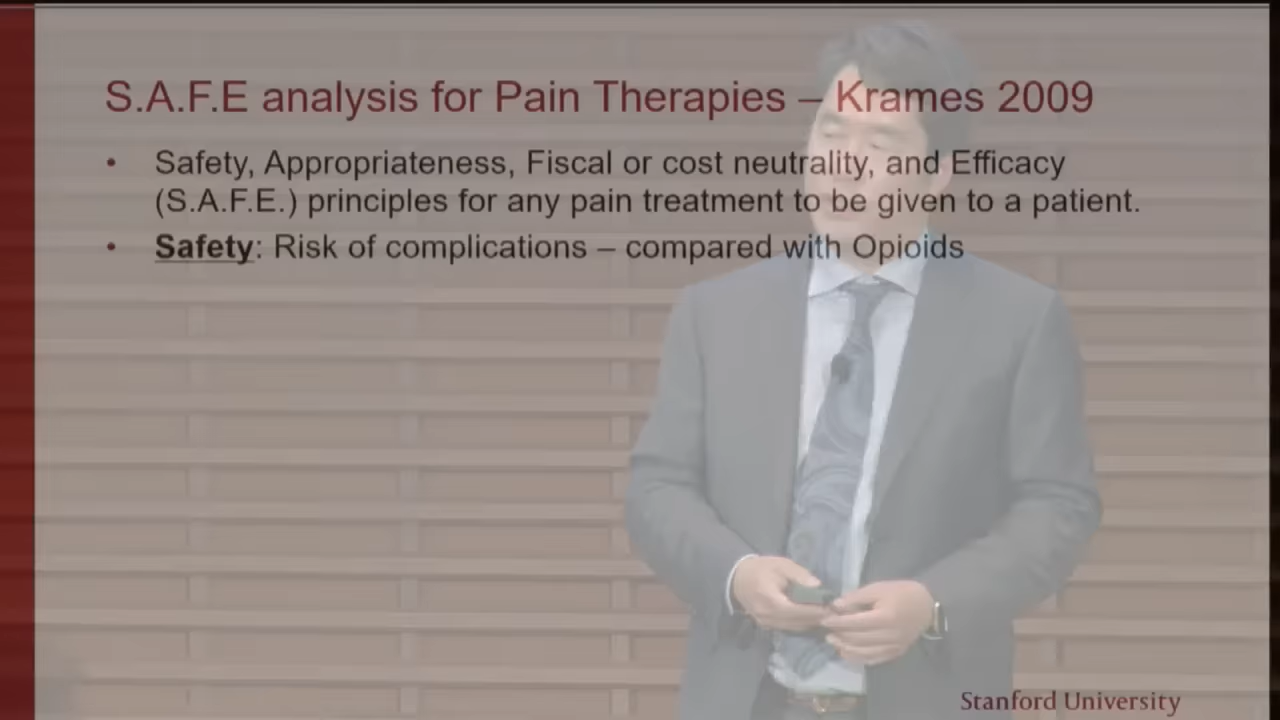 S.A.F.E analysis for Pain Therapies – Krames 2009
• Safety, Appropriateness, Fiscal or cost neutrality, and Efficacy
(S.A.F.E.) principles for any pain treatment to be given to a patient.
• Safety: Risk of complications – compared with Opioids
Stanford University